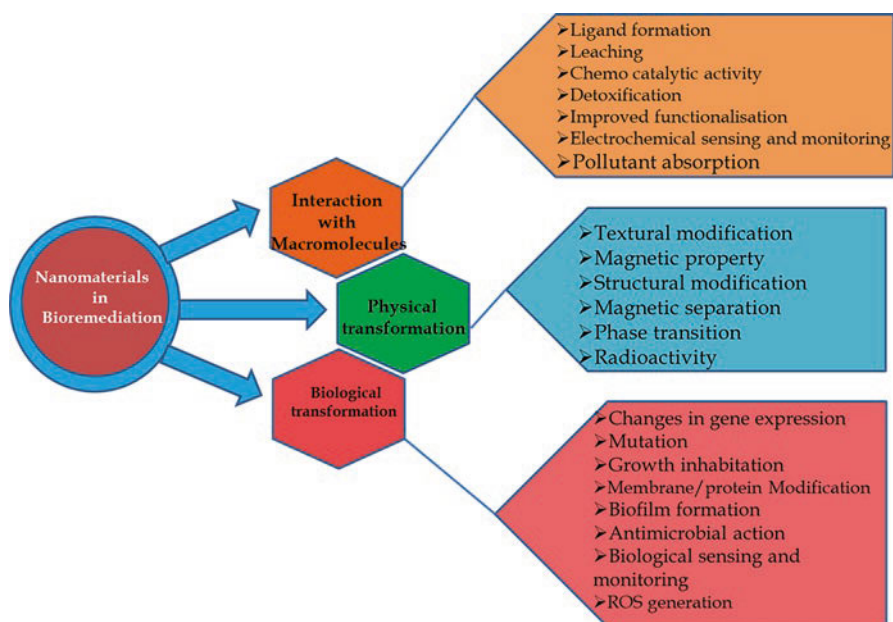 Nanomaterials
in
Bioremediation
Interaction
with
Macromolecules
➢Ligand formation
➢Leaching
➢Chemo catalytic activity
➢Detoxification
➢Improved functionalisation
➢Electrochemical sensing and monitoring
➢Pollutant absorption
Physical
transformation
➢Textural modification
➢Magnetic property
➢Structural modification
➢Magnetic separation
➢Phase transition
➢Radioactivity
Biological
transformation
➢Changes in gene expression
➢Mutation
➢Growth inhabitation
➢Membrane/protein Modification
➢Biofilm formation
➢Antimicrobial action
➢Biological sensing and
monitoring
➢ROS generation